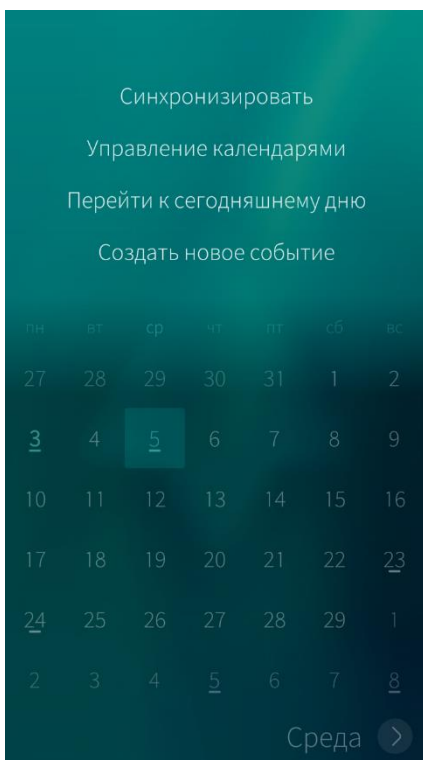 Синхронизировать
Управление календарями
Перейти к сегодняшнему дню
Создать новое событие
пн вт ср чт пт сб вс
27 28 29 30 31 1 2
3 4 5 6 7 8 9
10 11 12 13 14 15 16
17 18 19 20 21 22 23
24 25 26 27 28 29 1
2 3 4 5 6 7 8
Среда